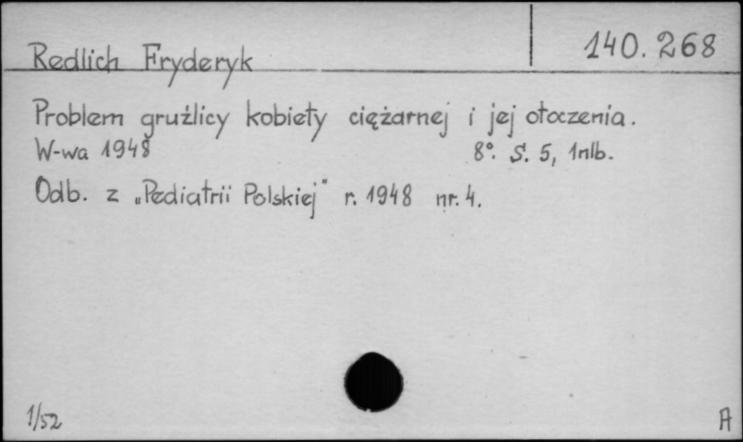 Redlich Fryderyk
140.268
Problem gruźlicy kobiety ciężarnej i jej otoczenia.
W-wa 1948 8°. S. 5, 1nlb.
Odb. z „Pediatrii Polskiej" r. 1948 nr. 4.
1/52
A